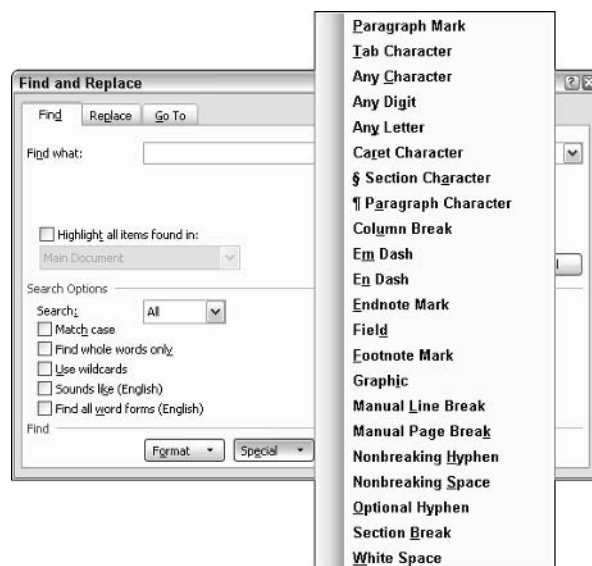 Find and Replace
Find Replace Go To
Find what:
Highlight all items found in:
Main Document
Search Options
Search: All
Match case
Find whole words only
Use wildcards
Sounds like (English)
Find all word forms (English)
Find
Format Special
Paragraph Mark
Tab Character
Any Character
Any Digit
Any Letter
Caret Character
§ Section Character
¶ Paragraph Character
Column Break
Em Dash
En Dash
Endnote Mark
Field
Footnote Mark
Graphic
Manual Line Break
Manual Page Break
Nonbreaking Hyphen
Nonbreaking Space
Optional Hyphen
Section Break
White Space